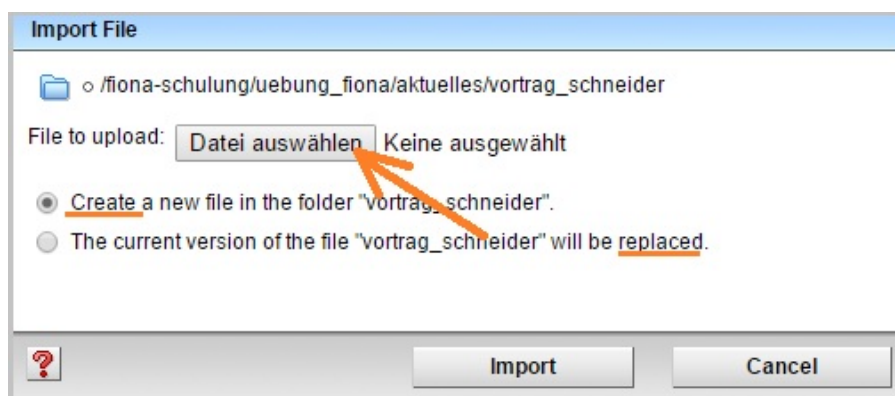 Import File
/fiona-schulung/uebung_fiona/aktuelles/vortrag_schneider
File to upload: Datei auswählen Keine ausgewählt
Create a new file in the folder "vortrag_schneider".
The current version of the file "vortrag_schneider" will be replaced.
? Import Cancel